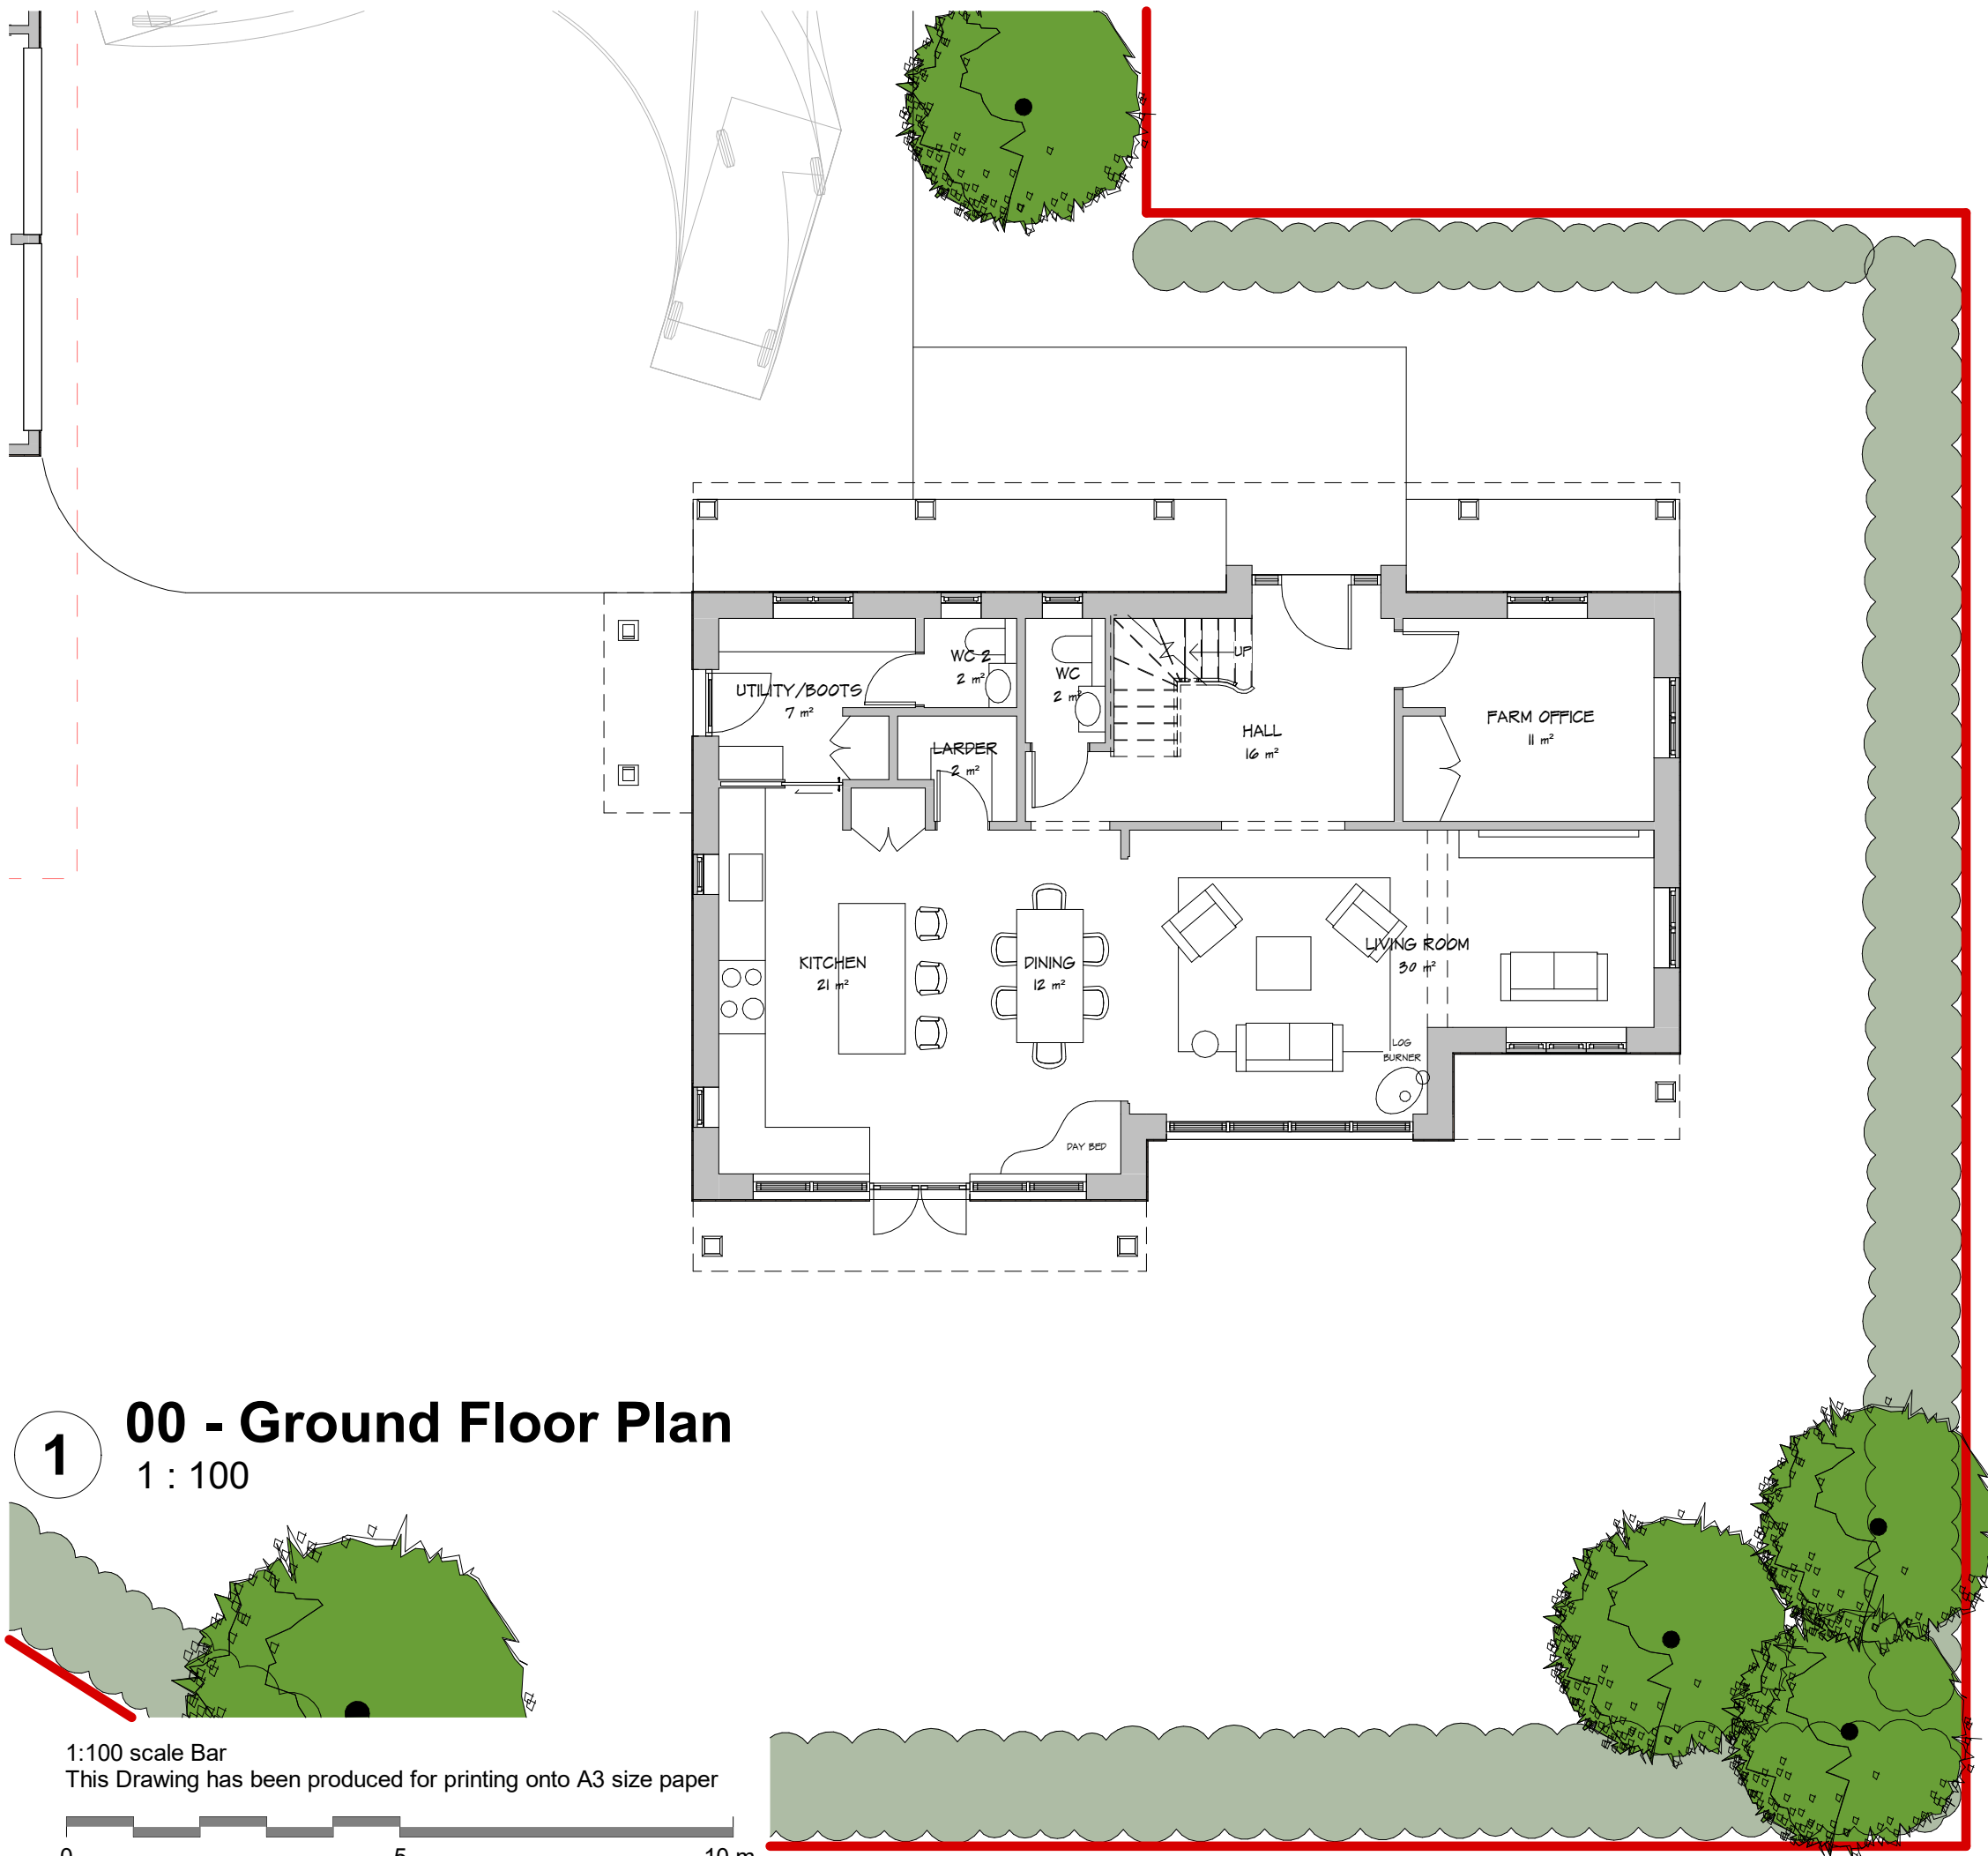 UP
WC 2
2 m²
WC
2 m²
UTILITY/BOOTS
7 m²
FARM OFFICE
11 m²
HALL
16 m²
LARDER
2 m²
LIVING ROOM
30 m²
KITCHEN
21 m²
DINING
12 m²
LOG
BURNER
DAY BED
1
00 - Ground Floor Plan
1 : 100
1:100 scale Bar
This Drawing has been produced for printing onto A3 size paper
0 5 10 m